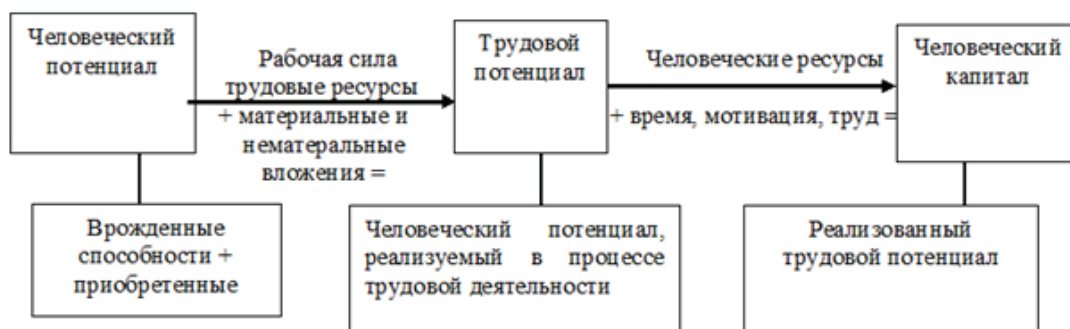 Человеческий
потенциал
Рабочая сила
трудовые ресурсы
+ материальные и
нематеральные
вложения =
Трудовой
потенциал
Человеческие ресурсы
+ время, мотивация, труд =
Человеческий
капитал
Врожденные
способности +
приобретенные
Человеческий потенциал,
реализуемый в процессе
трудовой деятельности
Реализованный
трудовой потенциал